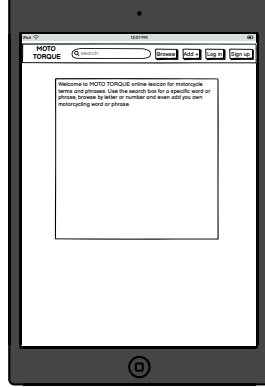 iPad 12:07 PM
MOTO TORQUE search Browse Add + Log in Sign up
Welcome to MOTO TORQUE online lexicon for motorcycle
terms and phrases. Use the search box for a specific word or
phrase, browse by letter or number and even add you own
motorcycling word or phrase.